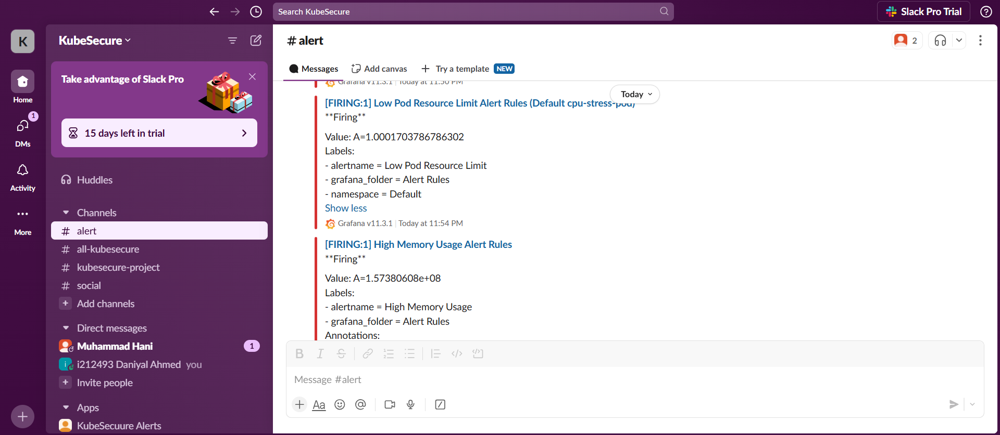 Search KubeSecure
Slack Pro Trial
K
KubeSecure
# alert
2
Home
1
DMs
Activity
More
Take advantage of Slack Pro
15 days left in trial
Huddles
Channels
# alert
# all-kubesecure
# kubesecure-project
# social
+ Add channels
Direct messages
Muhammad Hani 1
i i212493 Daniyal Ahmed you
+ Invite people
Apps
KubeSecuure Alerts
Messages Add canvas + Try a template NEW
Grafana v11.3.1 | Today at 11:50 PM
Today
[FIRING:1] Low Pod Resource Limit Alert Rules (Default cpu-stress-pod)
**Firing**
Value: A=1.0001703786786302
Labels:
- alertname = Low Pod Resource Limit
- grafana_folder = Alert Rules
- namespace = Default
Show less
Grafana v11.3.1 | Today at 11:54 PM
[FIRING:1] High Memory Usage Alert Rules
**Firing**
Value: A=1.57380608e+08
Labels:
- alertname = High Memory Usage
- grafana_folder = Alert Rules
Annotations:
B I S
Message #alert
+ Aa @